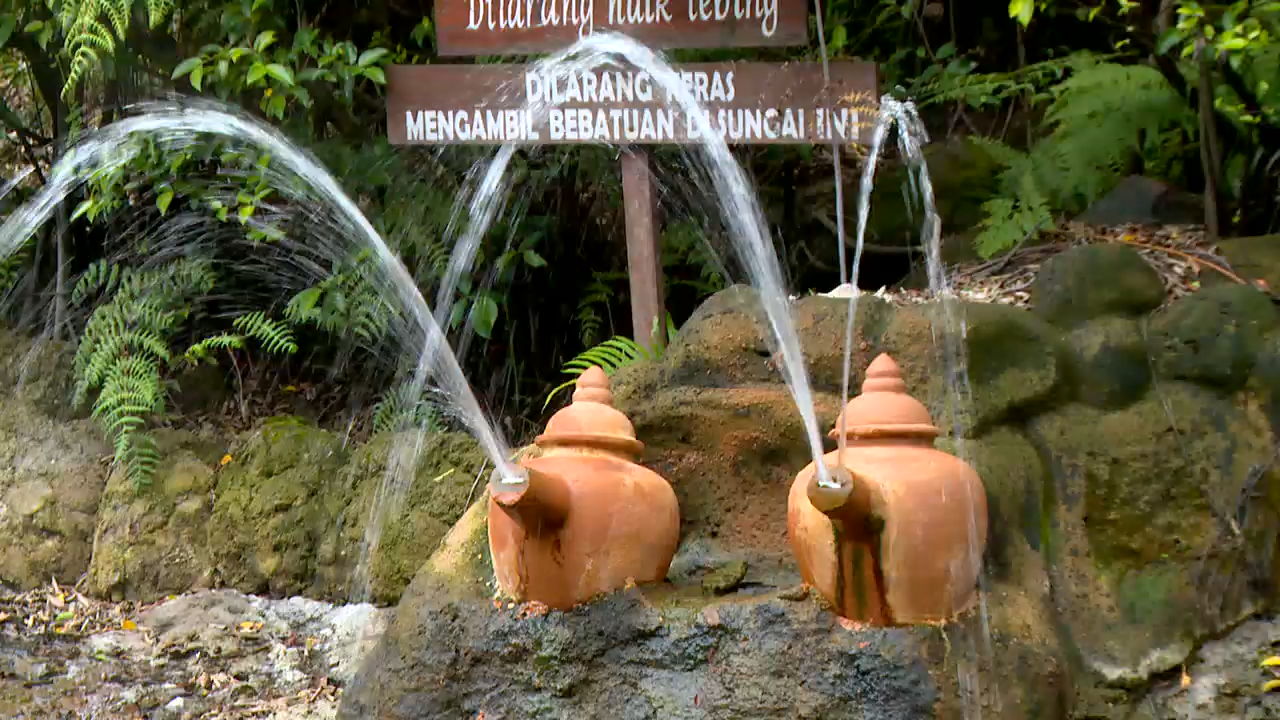 Dilarang naik tebing
DILARANG KERAS
MENGAMBIL BEBATUAN DI SUNGAI INI